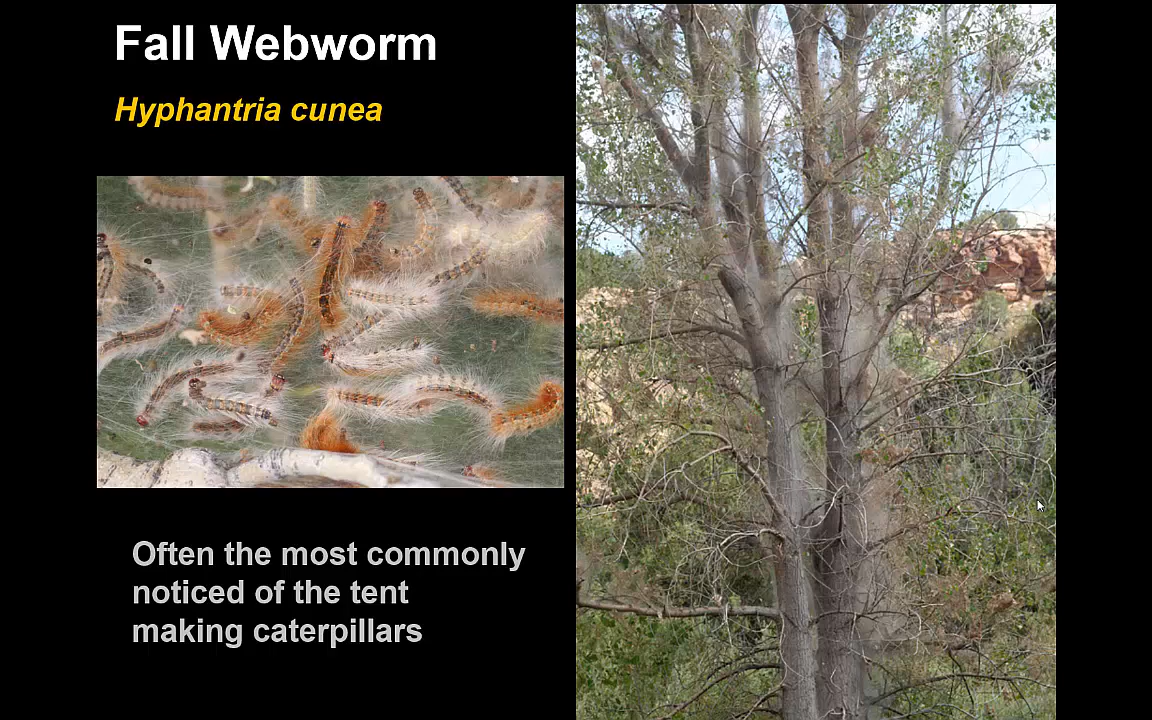 Fall Webworm
Hyphantria cunea
Often the most commonly
noticed of the tent
making caterpillars